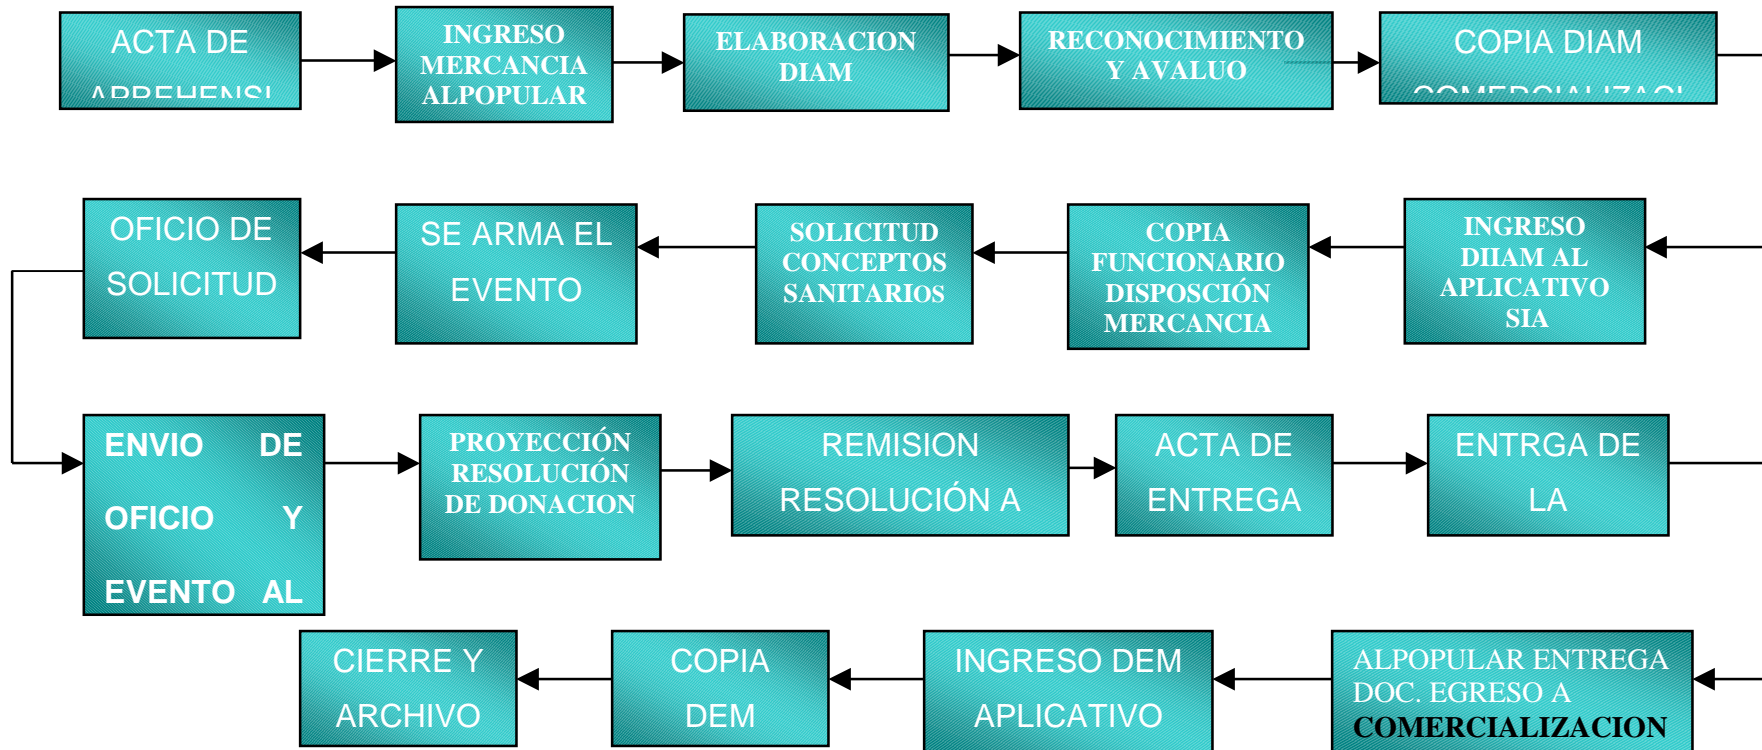 ACTA DE
INGRESO
MERCANCIA
ALPOPULAR
ELABORACION
DIAM
RECONOCIMIENTO
Y AVALUO
COPIA DIAM
OFICIO DE
SOLICITUD
SE ARMA EL
EVENTO
SOLICITUD
CONCEPTOS
SANITARIOS
COPIA
FUNCIONARIO
DISPOSCIÓN
MERCANCIA
INGRESO
DIIAM AL
APLICATIVO
SIA
ENVIO DE
OFICIO Y
EVENTO AL
PROYECCIÓN
RESOLUCIÓN
DE DONACION
REMISION
RESOLUCIÓN A
ACTA DE
ENTREGA
ENTRGA DE
LA
CIERRE Y
ARCHIVO
COPIA
DEM
INGRESO DEM
APLICATIVO
ALPOPULAR ENTREGA
DOC. EGRESO A
COMERCIALIZACION